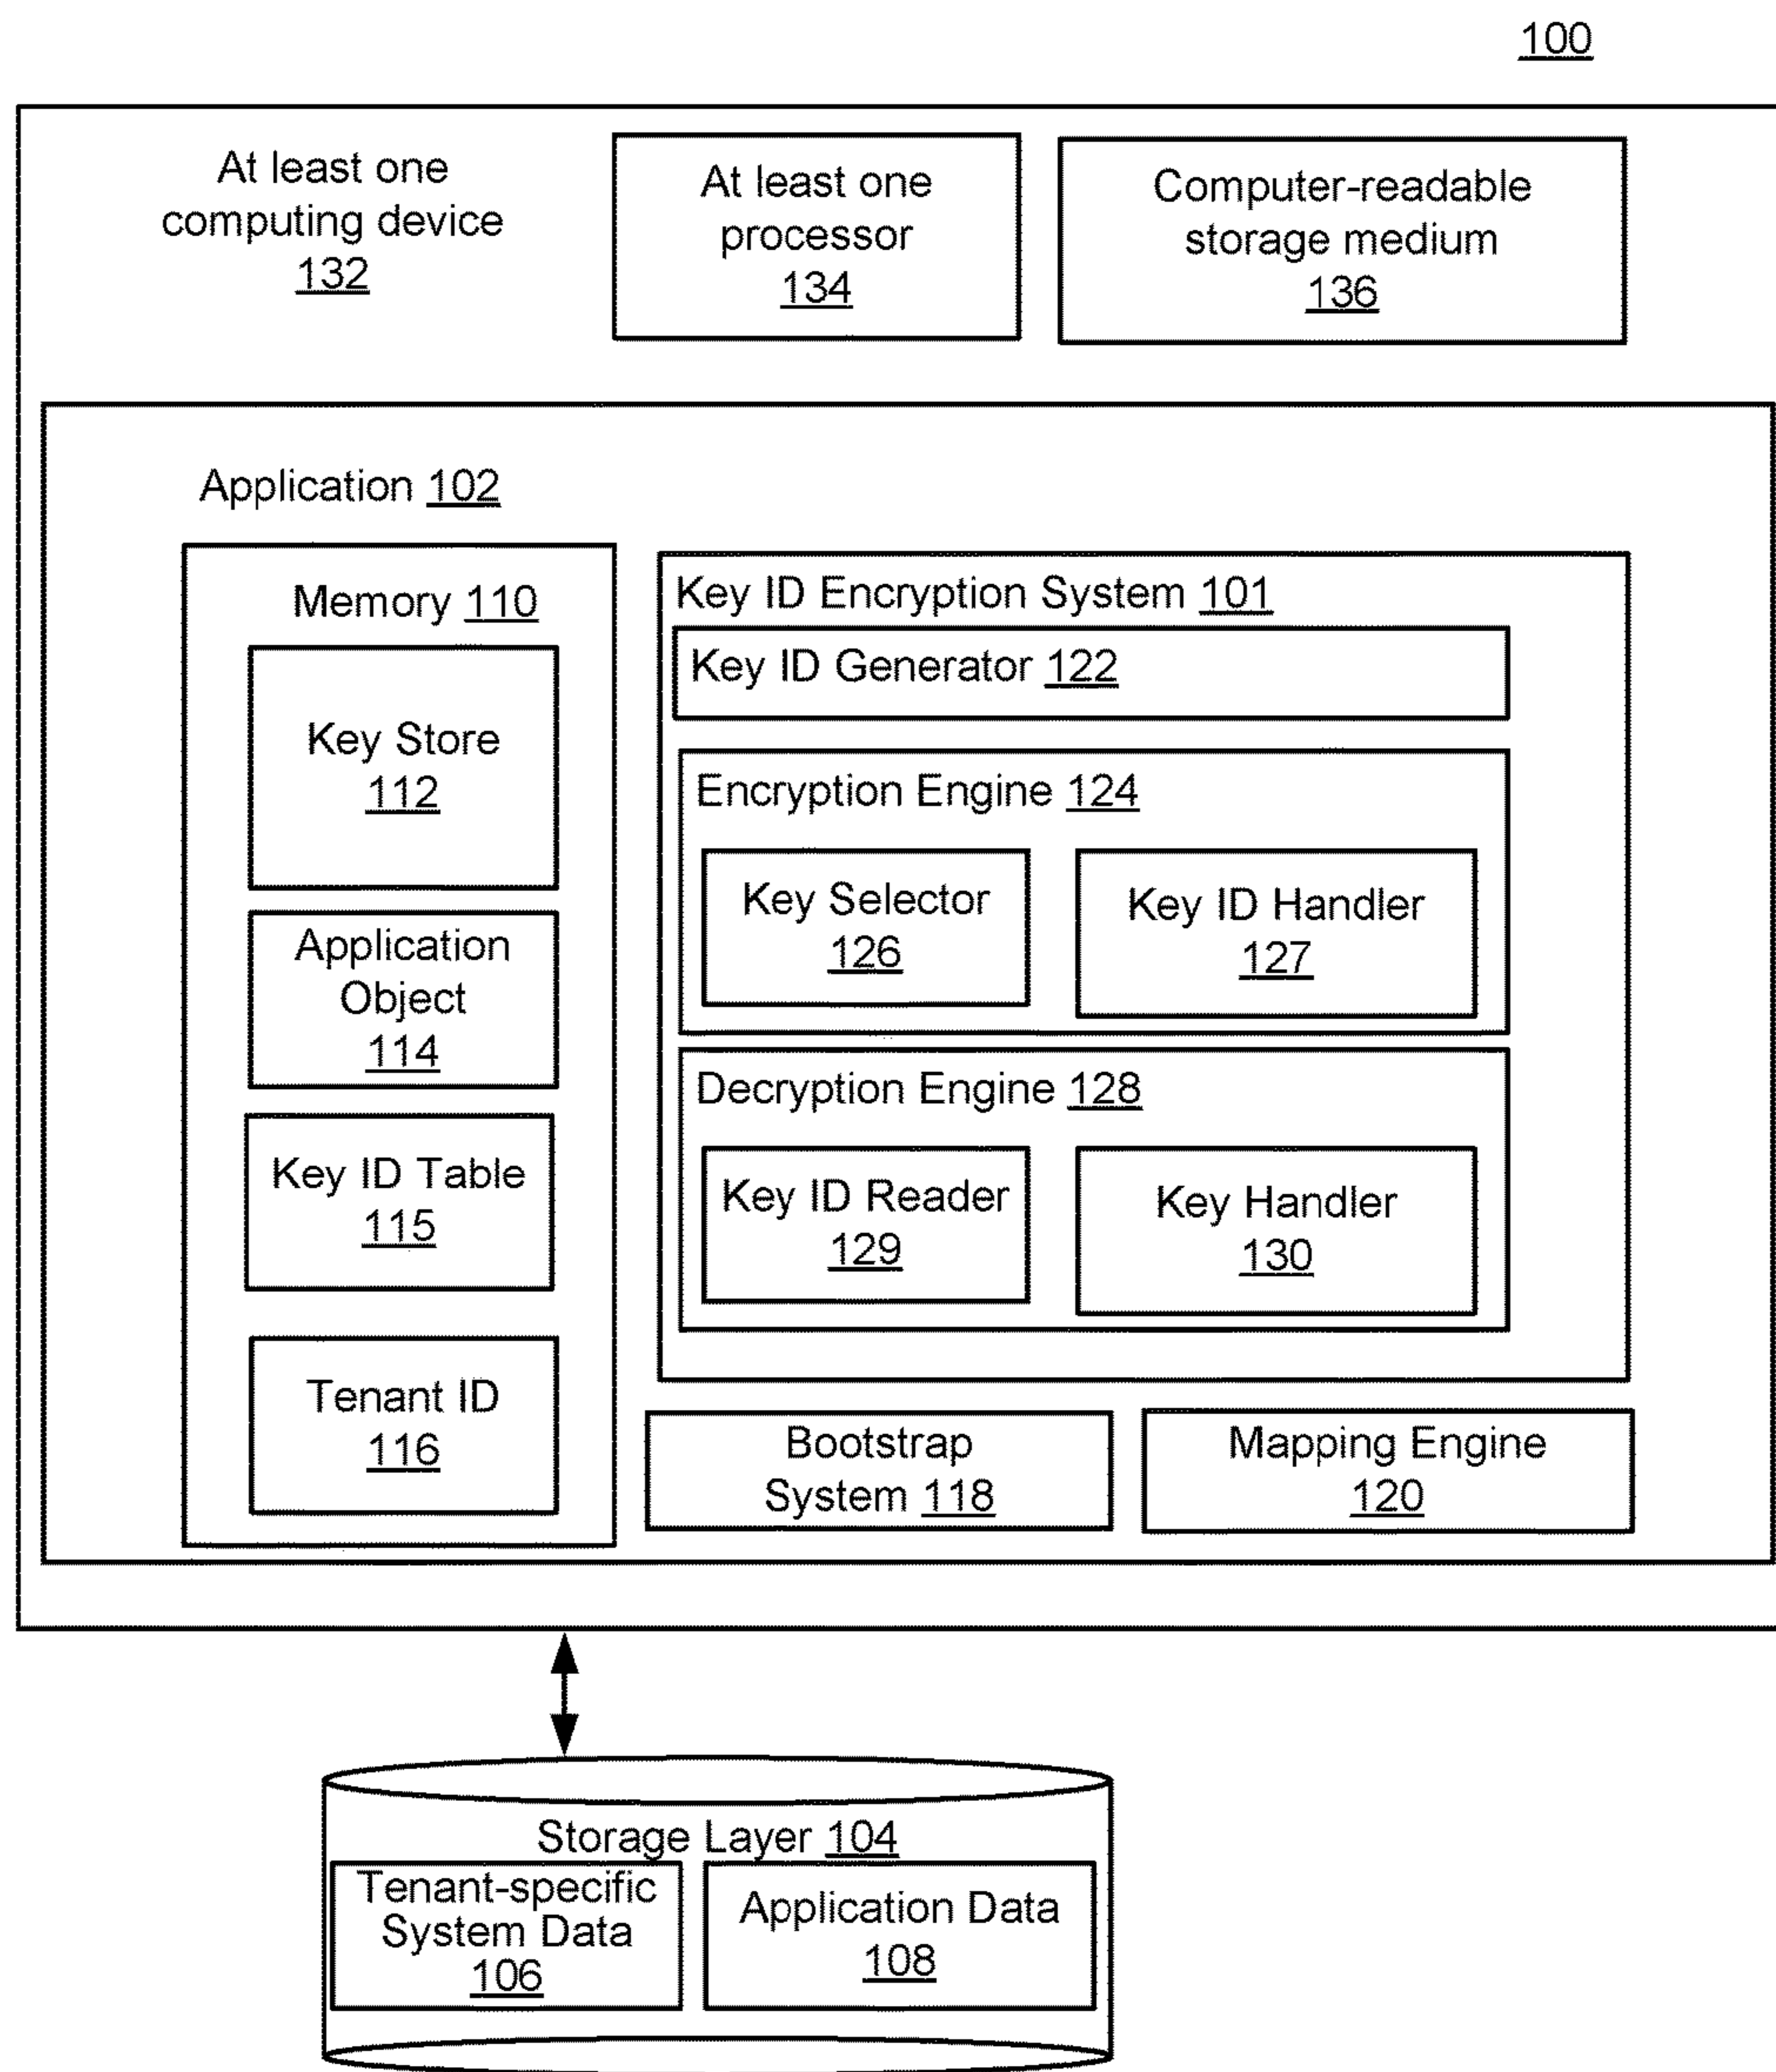 100
At least one
computing device
132
At least one
processor
134
Computer-readable
storage medium
136
Application 102
Memory 110
Key Store
112
Application
Object
114
Key ID Table
115
Tenant ID
116
Key ID Encryption System 101
Key ID Generator 122
Encryption Engine 124
Key Selector
126
Key ID Handler
127
Decryption Engine 128
Key ID Reader
129
Key Handler
130
Bootstrap
System 118
Mapping Engine
120
Storage Layer 104
Tenant-specific
System Data
106
Application Data
108